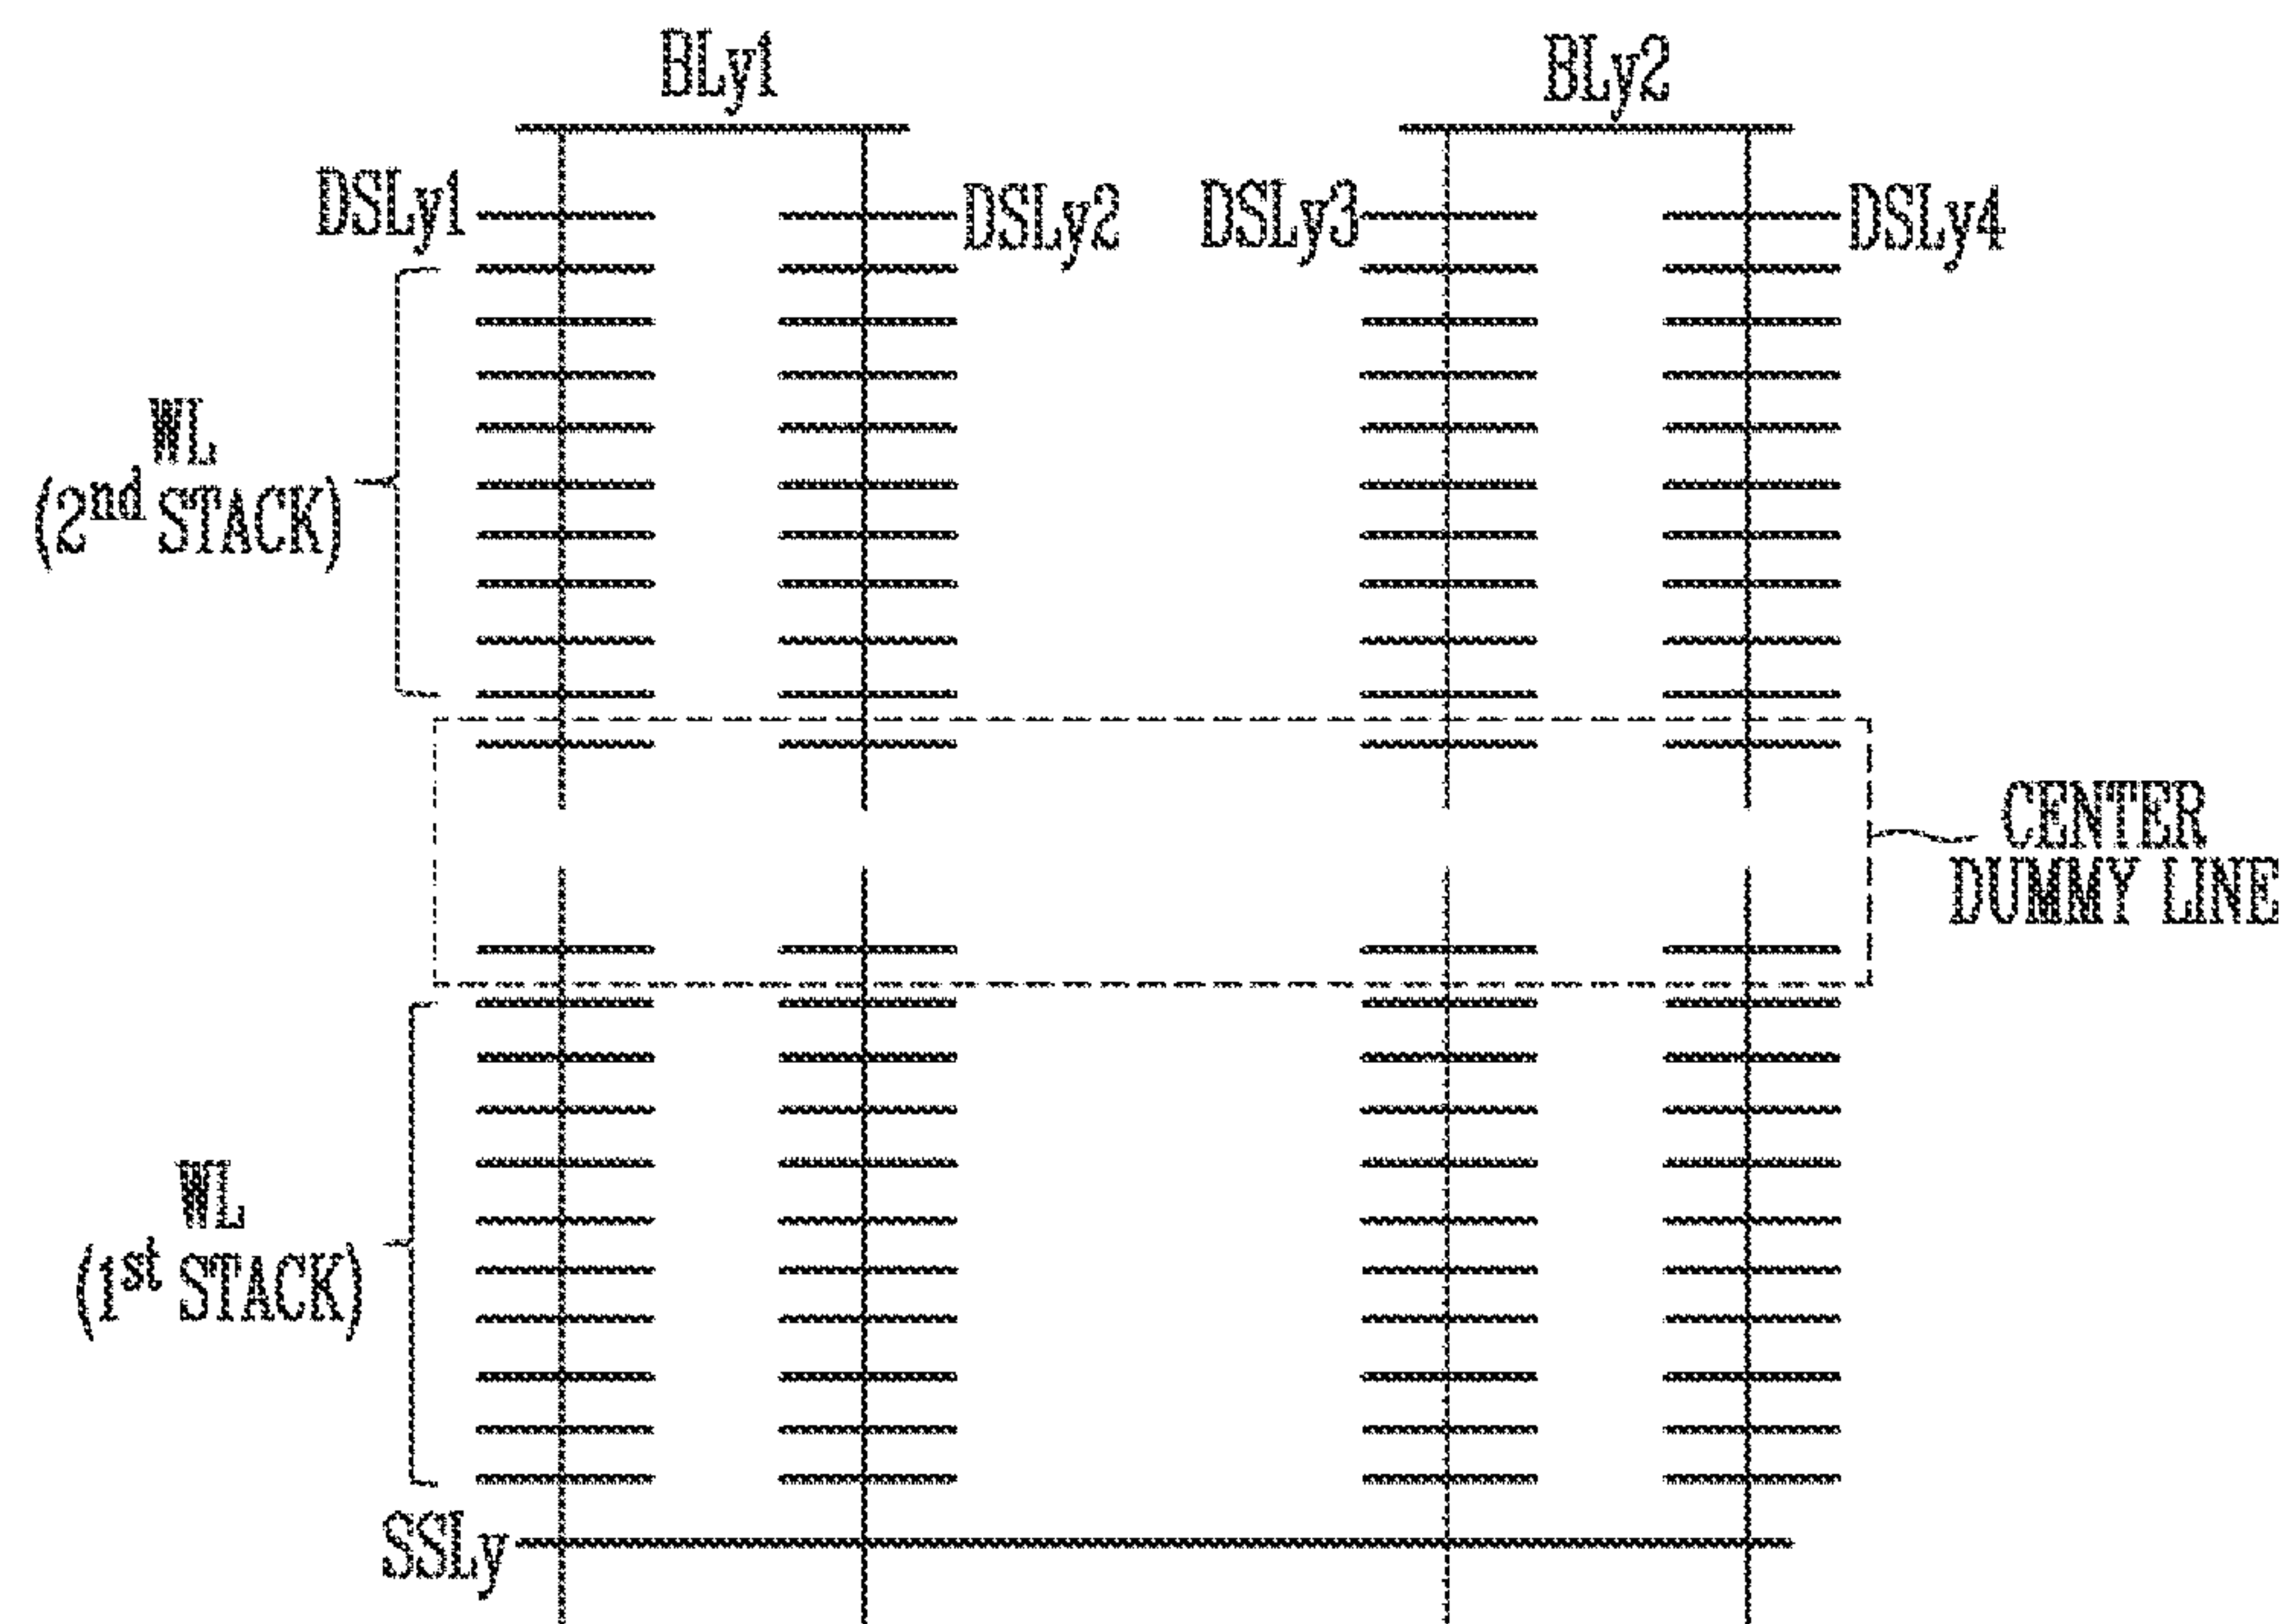 BLy1
BLy2
DSLy1
DSLy2
DSLy3
DSLy4
WL
(2nd STACK)
CENTER
DUMMY LINE
WL
(1st STACK)
SSLy